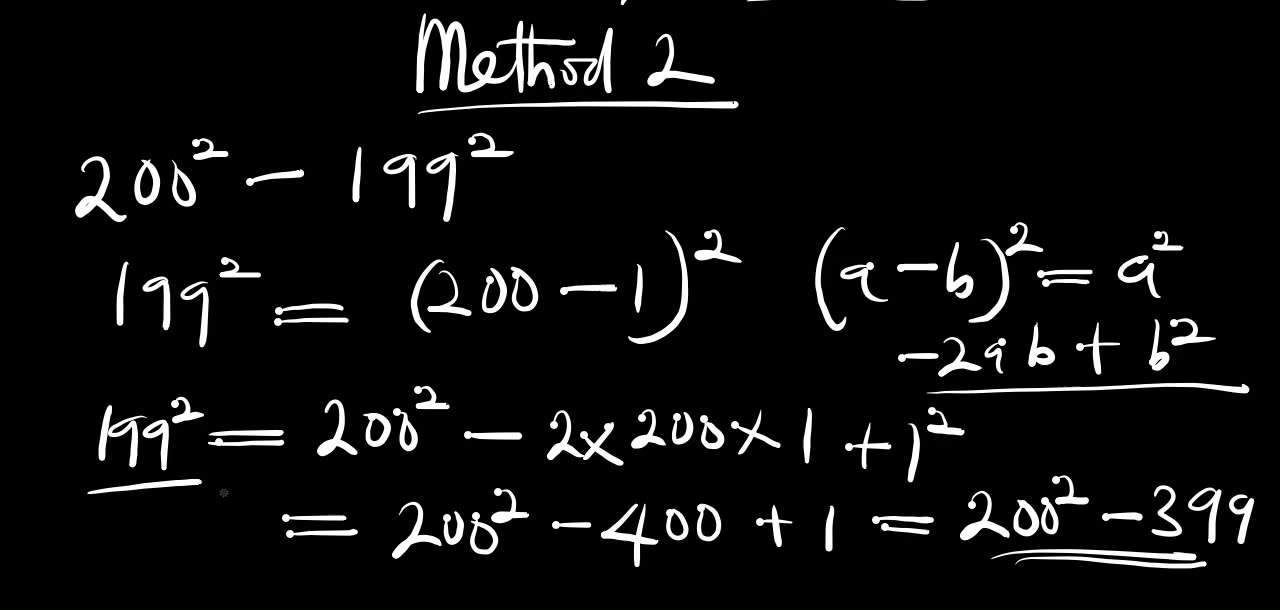 Method 2
200² - 199²
199² = (200 - 1)² (a - b)² = a²
- 2ab + b²
199² = 200² - 2 × 200 × 1 + 1²
= 200² - 400 + 1 = 200² - 399